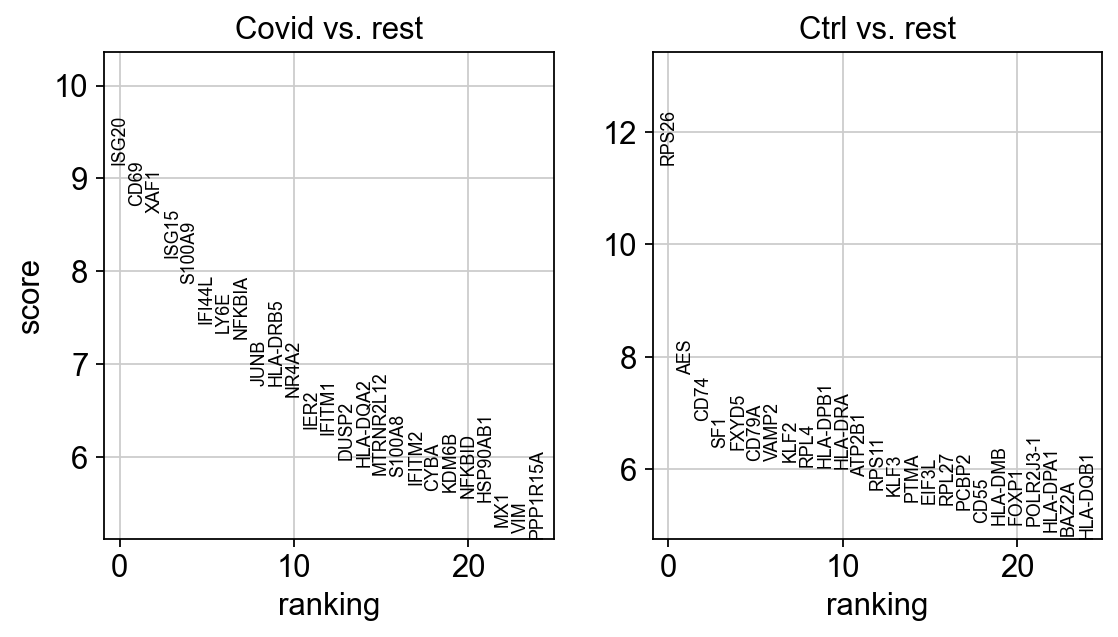 Covid vs. rest
10
9
8
7
6
score
ISG20
CD69
XAF1
ISG15
S100A9
IFI44L
LY6E
NFKBIA
JUNB
HLA-DRB5
NR4A2
IER2
IFITM1
DUSP2
HLA-DQA2
MTRNR2L12
S100A8
IFITM2
CYBA
KDM6B
NFKBID
HSP90AB1
MX1
VIM
PPP1R15A
0
10
20
ranking
Ctrl vs. rest
12
10
8
6
RPS26
AES
CD74
SF1
FXYD5
CD79A
VAMP2
KLF2
RPL4
HLA-DPB1
HLA-DRA
ATP2B1
RPS11
KLF3
PTMA
EIF3L
RPL27
PCBP2
CD55
HLA-DMB
FOXP1
POLR2J3-1
HLA-DPA1
BAZ2A
HLA-DQB1
0
10
20
ranking